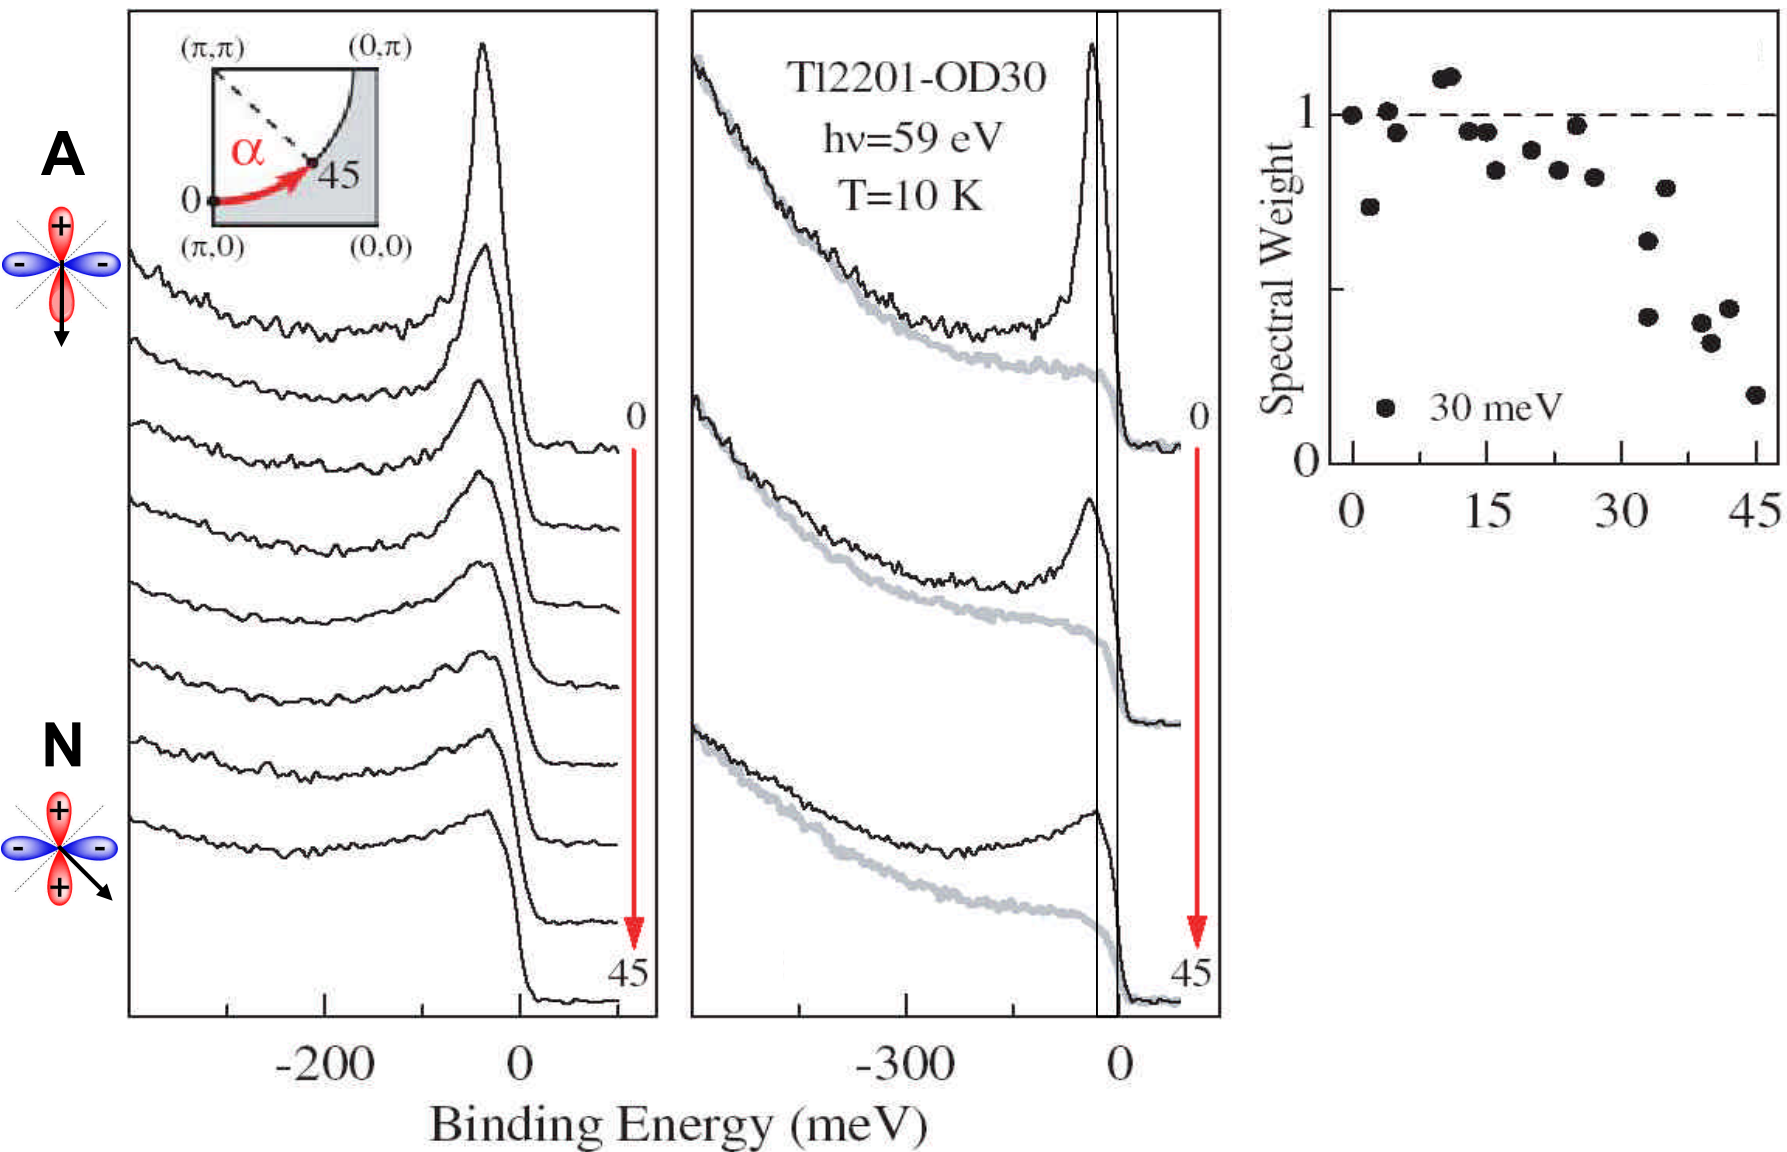 A
+
- -
N
+
- -
+
(π,π) (0,π)
α
0 45
(π,0) (0,0)
0
45
-200 0
Tl2201-OD30
hν=59 eV
T=10 K
0
45
-300 0
Binding Energy (meV)
Spectral Weight
1
0
30 meV
0 15 30 45